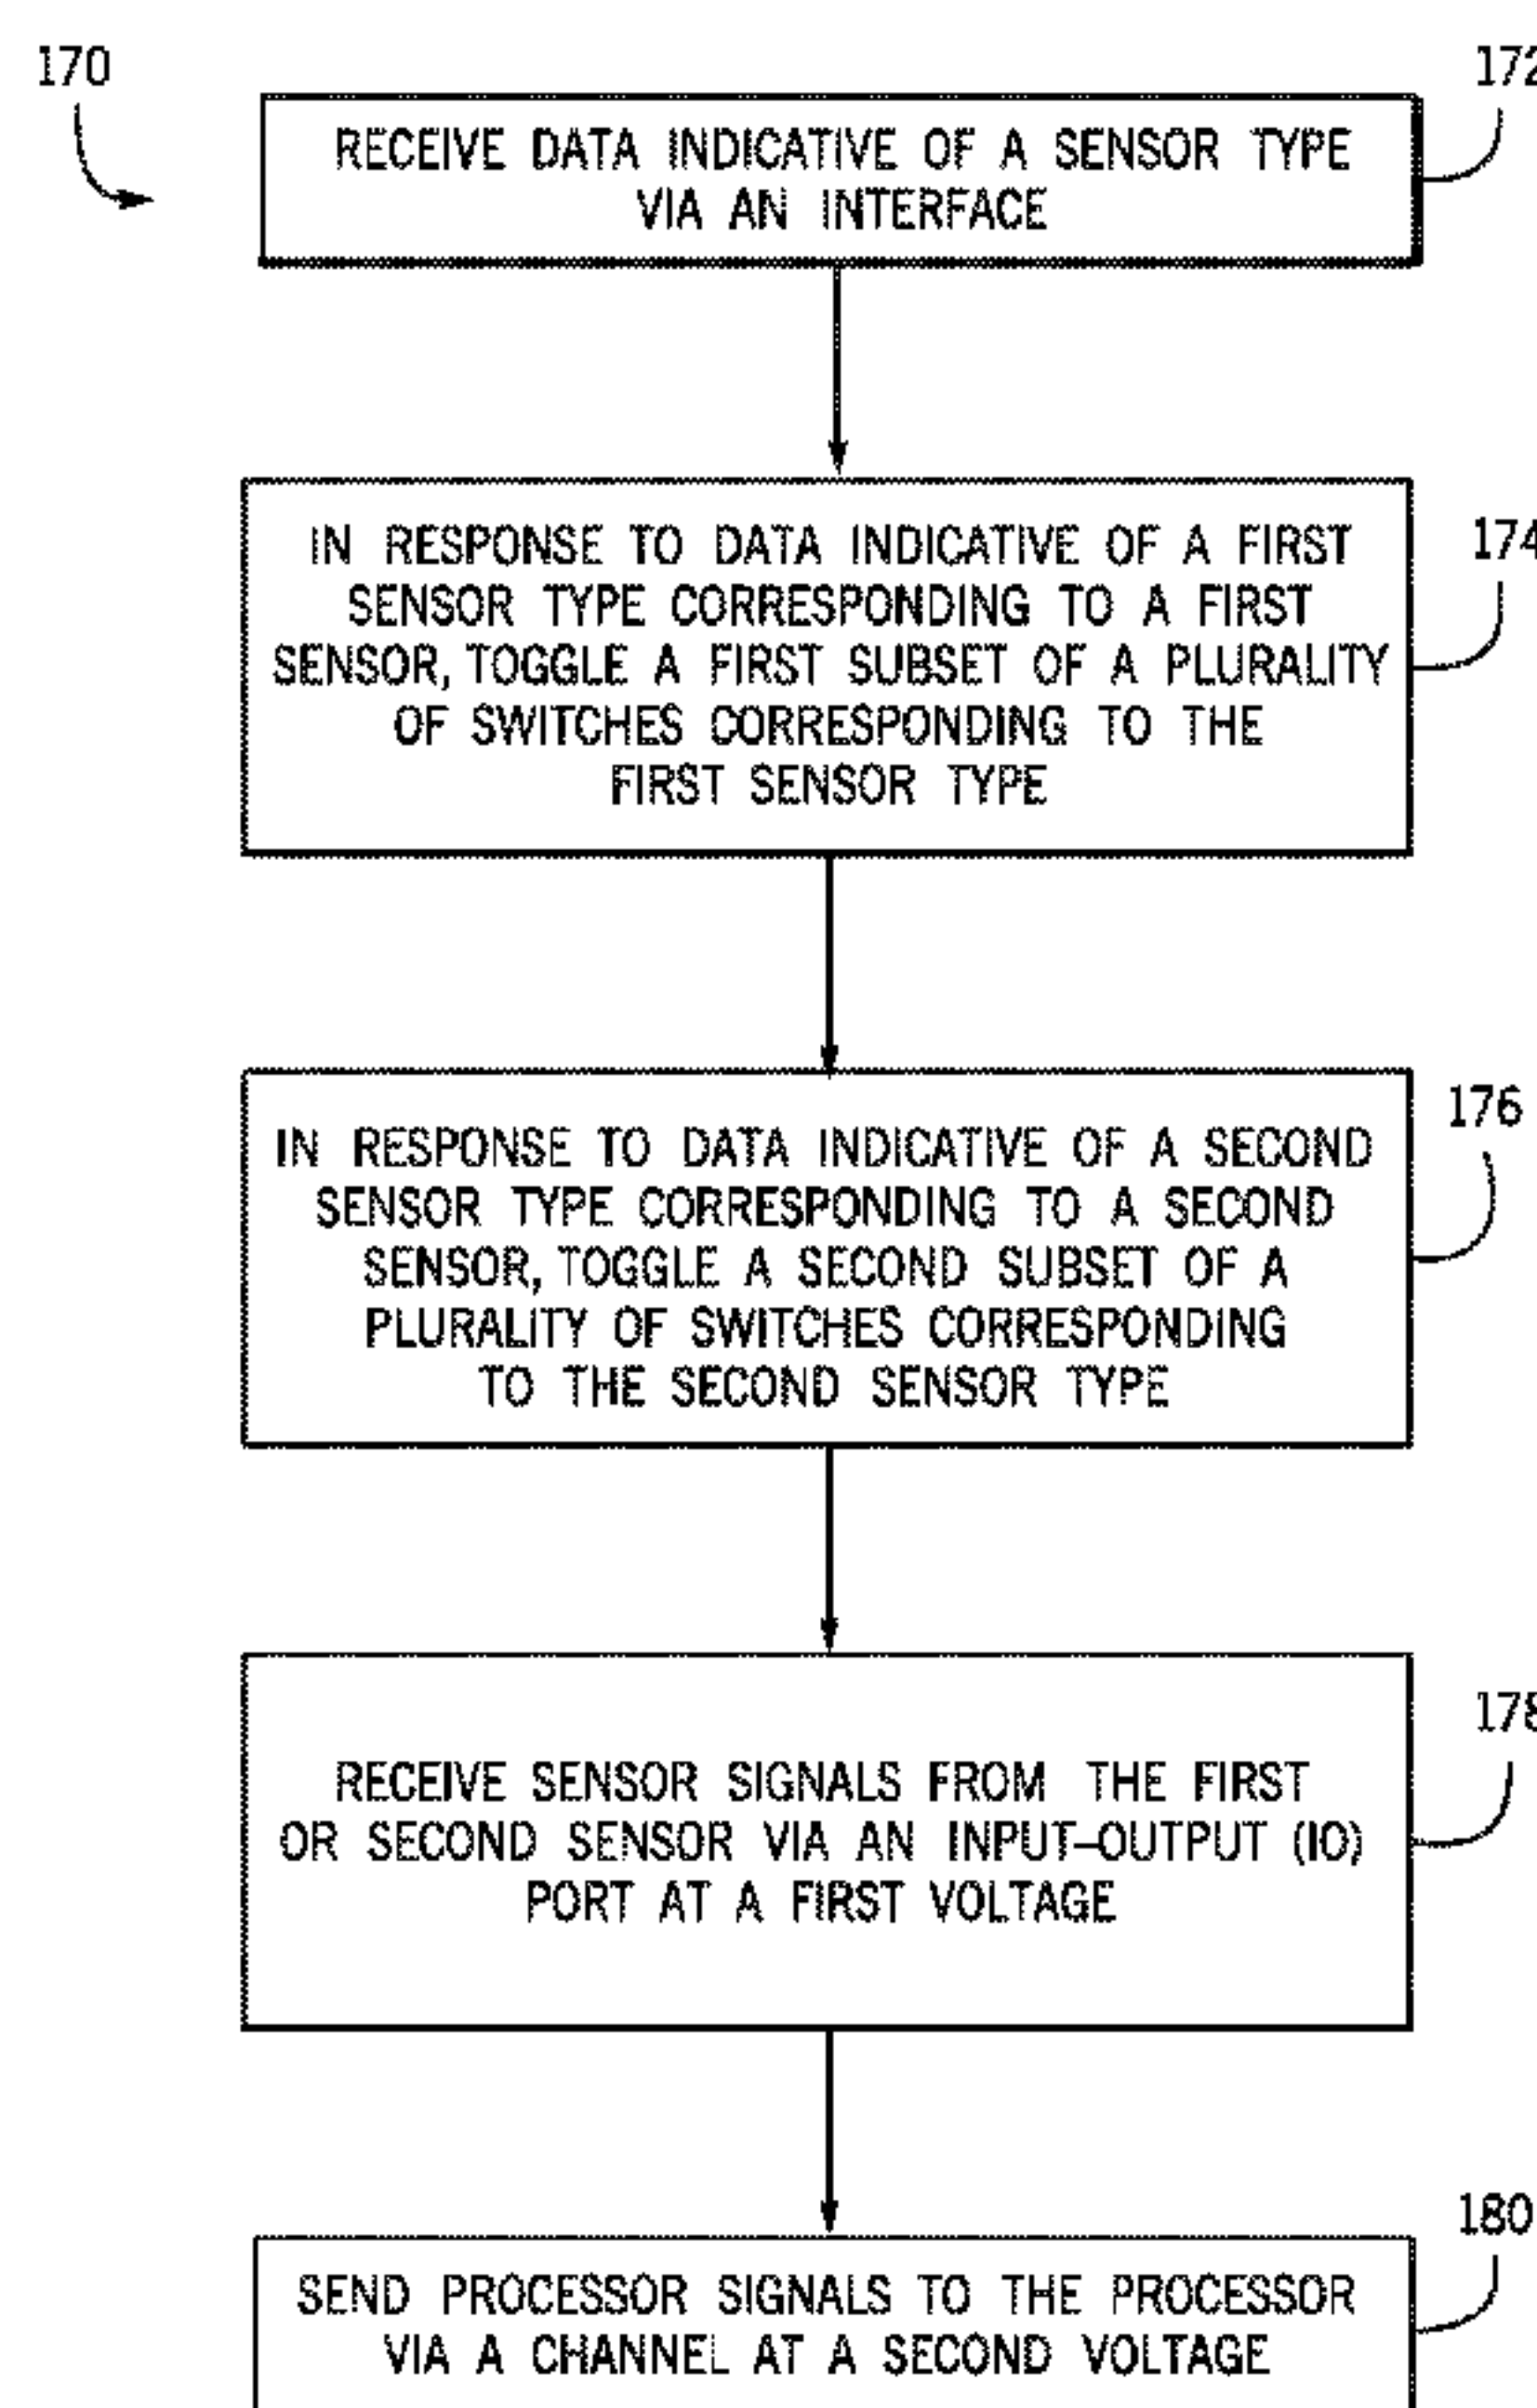 170
172
RECEIVE DATA INDICATIVE OF A SENSOR TYPE
VIA AN INTERFACE
174
IN RESPONSE TO DATA INDICATIVE OF A FIRST
SENSOR TYPE CORRESPONDING TO A FIRST
SENSOR, TOGGLE A FIRST SUBSET OF A PLURALITY
OF SWITCHES CORRESPONDING TO THE
FIRST SENSOR TYPE
176
IN RESPONSE TO DATA INDICATIVE OF A SECOND
SENSOR TYPE CORRESPONDING TO A SECOND
SENSOR, TOGGLE A SECOND SUBSET OF A
PLURALITY OF SWITCHES CORRESPONDING
TO THE SECOND SENSOR TYPE
178
RECEIVE SENSOR SIGNALS FROM THE FIRST
OR SECOND SENSOR VIA AN INPUT–OUTPUT (IO)
PORT AT A FIRST VOLTAGE
180
SEND PROCESSOR SIGNALS TO THE PROCESSOR
VIA A CHANNEL AT A SECOND VOLTAGE